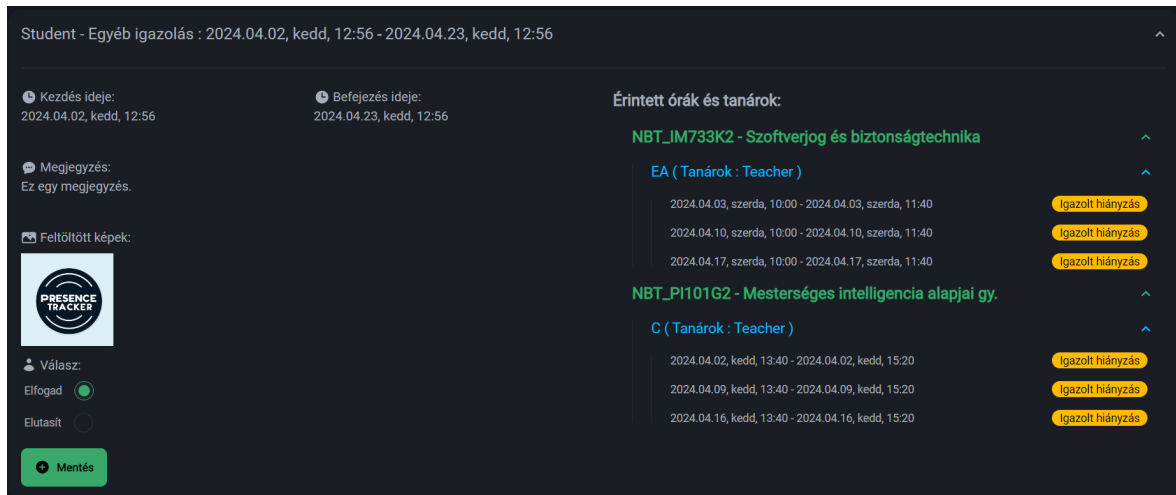 Student - Egyéb igazolás : 2024.04.02, kedd, 12:56 - 2024.04.23, kedd, 12:56
Kezdés ideje:
2024.04.02, kedd, 12:56
Befejezés ideje:
2024.04.23, kedd, 12:56
Megjegyzés:
Ez egy megjegyzés.
Feltöltött képek:
PRESENCE
TRACKER
Válasz:
Elfogad
Elutasít
Mentés
Érintett órák és tanárok:
NBT_IM733K2 - Szoftverjog és biztonságtechnika
EA ( Tanárok : Teacher )
2024.04.03, szerda, 10:00 - 2024.04.03, szerda, 11:40 Igazolt hiányzás
2024.04.10, szerda, 10:00 - 2024.04.10, szerda, 11:40 Igazolt hiányzás
2024.04.17, szerda, 10:00 - 2024.04.17, szerda, 11:40 Igazolt hiányzás
NBT_PI101G2 - Mesterséges intelligencia alapjai gy.
C ( Tanárok : Teacher )
2024.04.02, kedd, 13:40 - 2024.04.02, kedd, 15:20 Igazolt hiányzás
2024.04.09, kedd, 13:40 - 2024.04.09, kedd, 15:20 Igazolt hiányzás
2024.04.16, kedd, 13:40 - 2024.04.16, kedd, 15:20 Igazolt hiányzás